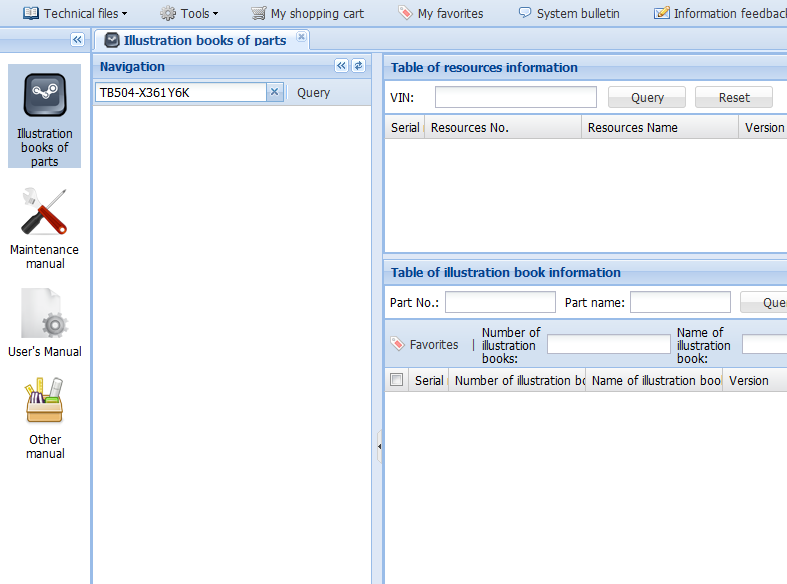 Technical files
Tools
My shopping cart
My favorites
System bulletin
Information feedback
Illustration books of parts
Illustration
books of
parts
Maintenance
manual
User's Manual
Other
manual
Navigation
TB504-X361Y6K
Query
Table of resources information
VIN:
Query
Reset
Serial
Resources No.
Resources Name
Version
Table of illustration book information
Part No.:
Part name:
Que
Favorites
Number of
illustration
books:
Name of
illustration
book:
Serial
Number of illustration bo
Name of illustration boo
Version